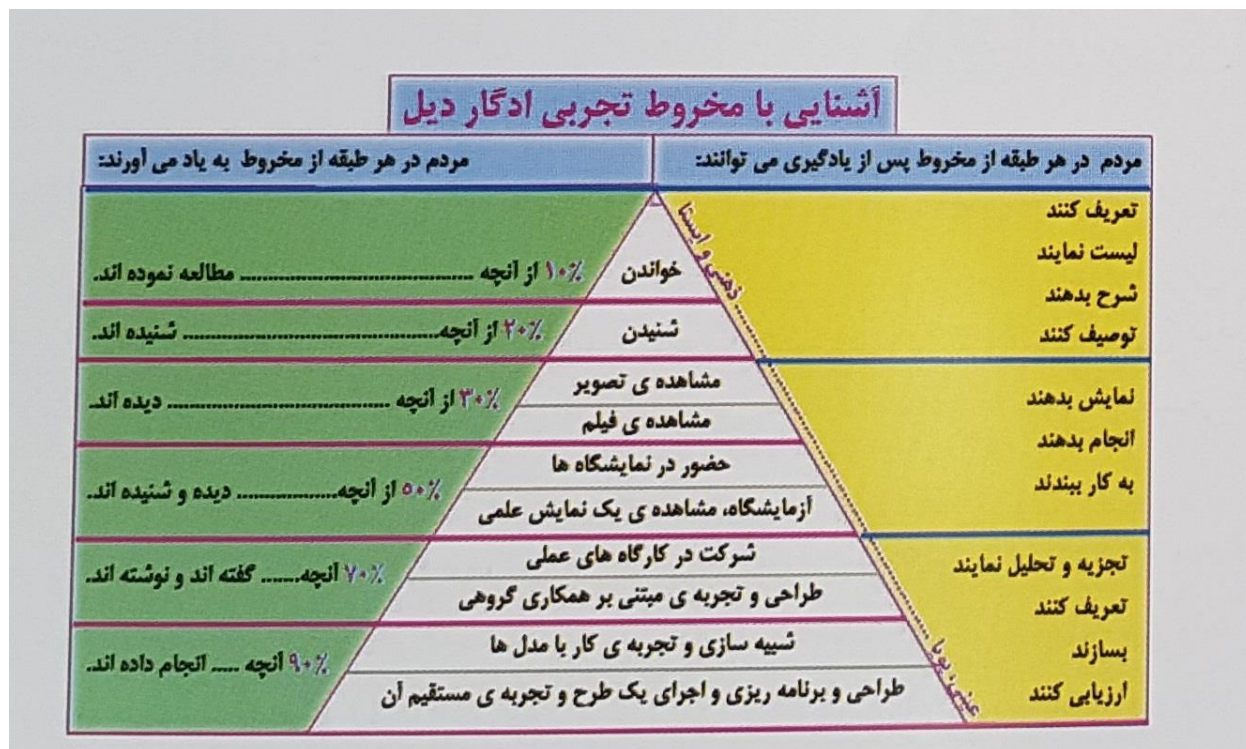 آشنایی با مخروط تجربی ادگار دیل
مردم در هر طبقه از مخروط پس از یادگیری می توانند:
مردم در هر طبقه از مخروط به یاد می آورند:
تعریف کنند
لیست نمایند
شرح بدهند
توصیف کنند
نمایش بدهند
انجام بدهند
به کار ببندند
تجزیه و تحلیل نمایند
تعریف کنند
بسازند
ارزیابی کنند
ذهنی و ایستا
عینی، پویا
خواندن
شنیدن
مشاهده ی تصویر
مشاهده ی فیلم
حضور در نمایشگاه ها
آزمایشگاه، مشاهده ی یک نمایش علمی
شرکت در کارگاه های عملی
طراحی و تجربه ی مبتنی بر همکاری گروهی
شبیه سازی و تجربه ی کار با مدل ها
طراحی و برنامه ریزی و اجرای یک طرح و تجربه ی مستقیم آن
۱۰٪ از آنچه ........................................ مطالعه نموده اند.
۲۰٪ از آنچه............................................ شنیده اند.
۳۰٪ از آنچه ...................................... دیده اند.
۵۰٪ از آنچه.................. دیده و شنیده اند.
۷۰٪ آنچه....... گفته اند و نوشته اند.
۹۰٪ آنچه ..... انجام داده اند.